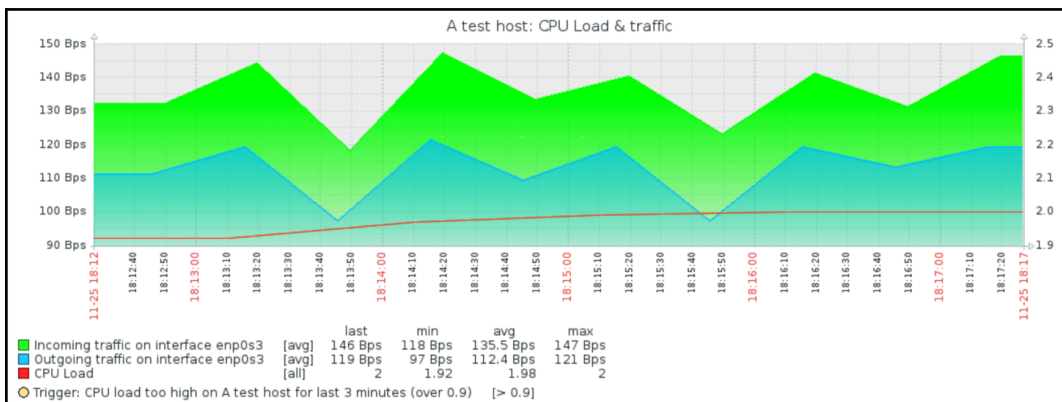 A test host: CPU Load & traffic
150 Bps 2.5
140 Bps 2.4
130 Bps 2.3
120 Bps 2.2
110 Bps 2.1
100 Bps 2.0
90 Bps 1.9
11-25 18:12 18:12:40 18:12:50 18:13:00 18:13:10 18:13:20 18:13:30 18:13:40 18:13:50 18:14:00 18:14:10 18:14:20 18:14:30 18:14:40 18:14:50 18:15:00 18:15:10 18:15:20 18:15:30 18:15:40 18:15:50 18:16:00 18:16:10 18:16:20 18:16:30 18:16:40 18:16:50 18:17:00 18:17:10 18:17:20 11-25 18:17
last min avg max
Incoming traffic on interface enp0s3 [avg] 146 Bps 118 Bps 135.5 Bps 147 Bps
Outgoing traffic on interface enp0s3 [avg] 119 Bps 97 Bps 112.4 Bps 121 Bps
CPU Load [all] 2 1.92 1.98 2
Trigger: CPU load too high on A test host for last 3 minutes (over 0.9) [> 0.9]